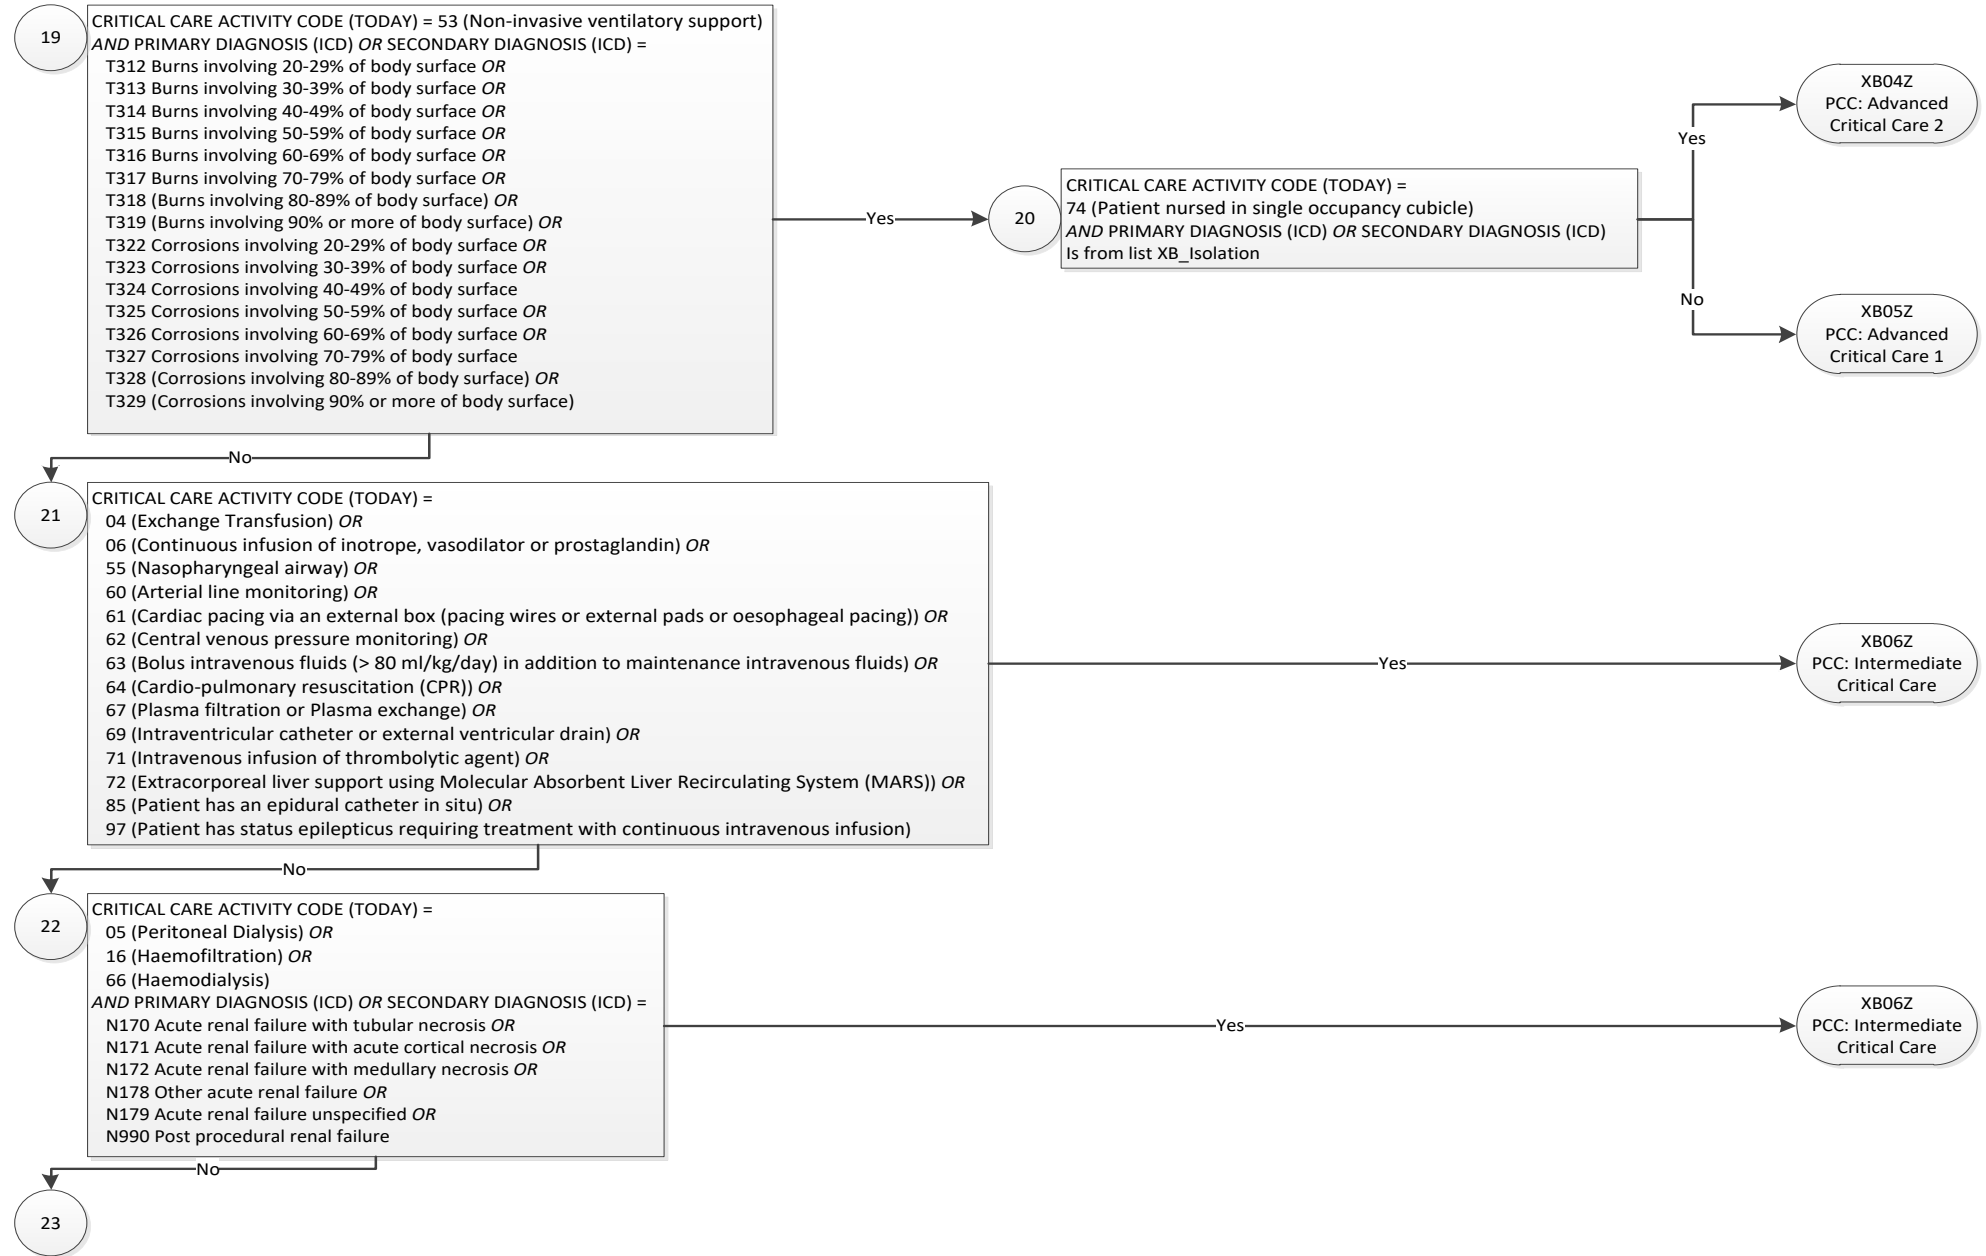 19
CRITICAL CARE ACTIVITY CODE (TODAY) = 53 (Non-invasive ventilatory support)
AND PRIMARY DIAGNOSIS (ICD) OR SECONDARY DIAGNOSIS (ICD) =
T312 Burns involving 20-29% of body surface OR
T313 Burns involving 30-39% of body surface OR
T314 Burns involving 40-49% of body surface OR
T315 Burns involving 50-59% of body surface OR
T316 Burns involving 60-69% of body surface OR
T317 Burns involving 70-79% of body surface OR
T318 (Burns involving 80-89% of body surface) OR
T319 (Burns involving 90% or more of body surface) OR
T322 Corrosions involving 20-29% of body surface OR
T323 Corrosions involving 30-39% of body surface OR
T324 Corrosions involving 40-49% of body surface
T325 Corrosions involving 50-59% of body surface OR
T326 Corrosions involving 60-69% of body surface OR
T327 Corrosions involving 70-79% of body surface
T328 (Corrosions involving 80-89% of body surface) OR
T329 (Corrosions involving 90% or more of body surface)
Yes
20
CRITICAL CARE ACTIVITY CODE (TODAY) =
74 (Patient nursed in single occupancy cubicle)
AND PRIMARY DIAGNOSIS (ICD) OR SECONDARY DIAGNOSIS (ICD)
Is from list XB_Isolation
Yes
XB04Z
PCC: Advanced
Critical Care 2
No
XB05Z
PCC: Advanced
Critical Care 1
No
21
CRITICAL CARE ACTIVITY CODE (TODAY) =
04 (Exchange Transfusion) OR
06 (Continuous infusion of inotrope, vasodilator or prostaglandin) OR
55 (Nasopharyngeal airway) OR
60 (Arterial line monitoring) OR
61 (Cardiac pacing via an external box (pacing wires or external pads or oesophageal pacing)) OR
62 (Central venous pressure monitoring) OR
63 (Bolus intravenous fluids (> 80 ml/kg/day) in addition to maintenance intravenous fluids) OR
64 (Cardio-pulmonary resuscitation (CPR)) OR
67 (Plasma filtration or Plasma exchange) OR
69 (Intraventricular catheter or external ventricular drain) OR
71 (Intravenous infusion of thrombolytic agent) OR
72 (Extracorporeal liver support using Molecular Absorbent Liver Recirculating System (MARS)) OR
85 (Patient has an epidural catheter in situ) OR
97 (Patient has status epilepticus requiring treatment with continuous intravenous infusion)
Yes
XB06Z
PCC: Intermediate
Critical Care
No
22
CRITICAL CARE ACTIVITY CODE (TODAY) =
05 (Peritoneal Dialysis) OR
16 (Haemofiltration) OR
66 (Haemodialysis)
AND PRIMARY DIAGNOSIS (ICD) OR SECONDARY DIAGNOSIS (ICD) =
N170 Acute renal failure with tubular necrosis OR
N171 Acute renal failure with acute cortical necrosis OR
N172 Acute renal failure with medullary necrosis OR
N178 Other acute renal failure OR
N179 Acute renal failure unspecified OR
N990 Post procedural renal failure
Yes
XB06Z
PCC: Intermediate
Critical Care
No
23